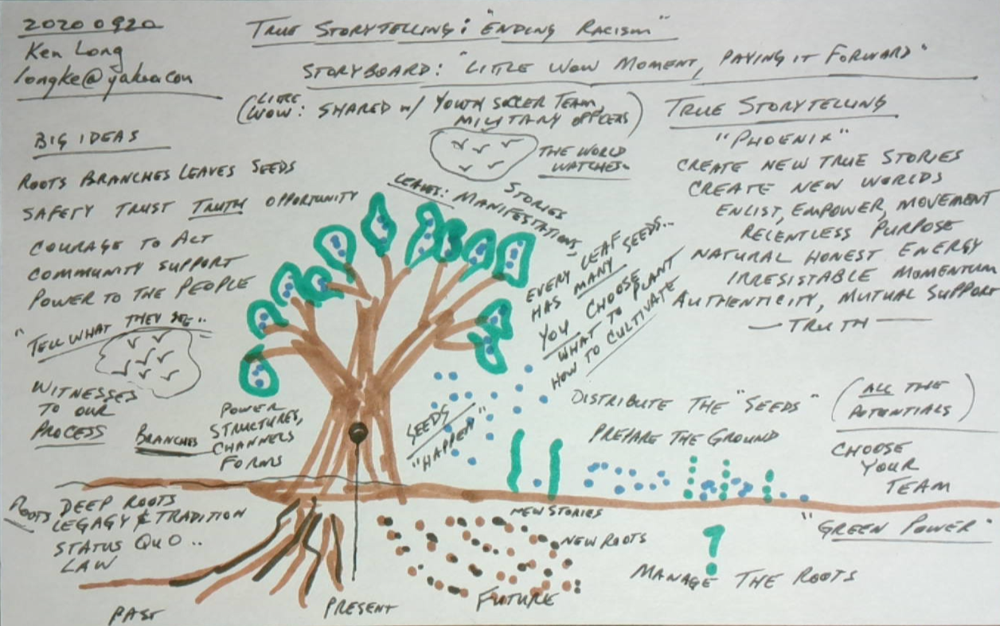 20200920
Ken Long
longke@yahoo.com
TRUE STORYTELLING: "ENDING RACISM"
STORYBOARD: "LITTLE WOW MOMENT, PAYING IT FORWARD"
(LITTLE WOW: SHARED W/ YOUTH SOCCER TEAM,
MILITARY OFFICERS)
THE WORLD
WATCHES
BIG IDEAS
ROOTS BRANCHES LEAVES SEEDS
SAFETY TRUST TRUTH OPPORTUNITY
COURAGE TO ACT
COMMUNITY SUPPORT
POWER TO THE PEOPLE
"TELL WHAT THEY SEE..
WITNESSES
TO OUR
PROCESS
BRANCHES
POWER
STRUCTURES,
CHANNELS
FORMS
LEAVES: MANIFESTATIONS,
STORIES
EVERY LEAF
HAS MANY SEEDS...
YOU CHOOSE
WHAT TO PLANT
HOW TO CULTIVATE
TRUE STORYTELLING
"PHOENIX"
CREATE NEW TRUE STORIES
CREATE NEW WORLDS
ENLIST, EMPOWER, MOVEMENT
RELENTLESS PURPOSE
NATURAL HONEST ENERGY
IRRESISTABLE MOMENTUM
AUTHENTICITY, MUTUAL SUPPORT
— TRUTH —
SEEDS
"HAPPEN"
DISTRIBUTE THE "SEEDS"
(ALL THE
POTENTIALS)
PREPARE THE GROUND
CHOOSE
YOUR
TEAM
ROOTS
DEEP ROOTS
LEGACY & TRADITION
STATUS QUO..
LAW
NEW STORIES
NEW ROOTS
"GREEN POWER"
?
MANAGE THE ROOTS
PAST
PRESENT
FUTURE